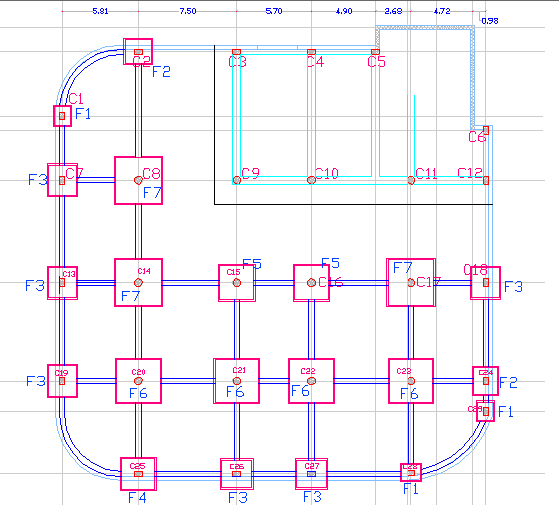 5.81 7.50 5.70 4.90 2.68 4.72
0.98
C2 C3 C4 C5
F2
C1
F1
C6
F3 C7 C8 C9 C10 C11 C12
F7
F5 F5 F7
F3 C13 C14 C15 C16 C17 C18 F3
F7
F3 C19 C20 C21 C22 C23 C24 F2
F6 F6 F6 F6
F1
C25 C26 C27 C28
F4 F3 F3 F1